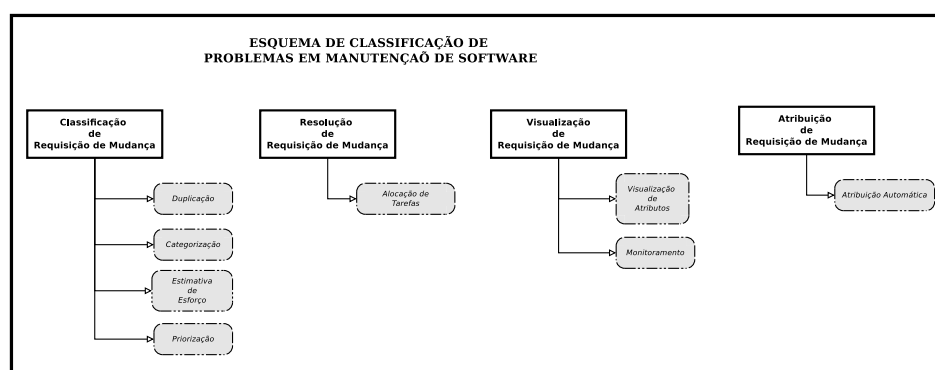 ESQUEMA DE CLASSIFICAÇÃO DE
PROBLEMAS EM MANUTENÇAÕ DE SOFTWARE
Classificação
de
Requisição de Mudança
Duplicação
Categorização
Estimativa
de
Esforço
Priorização
Resolução
de
Requisição de Mudança
Alocação de
Tarefas
Visualização
de
Requisição de Mudança
Visualização
de
Atributos
Monitoramento
Atribuição
de
Requisição de Mudança
Atribuição Automática